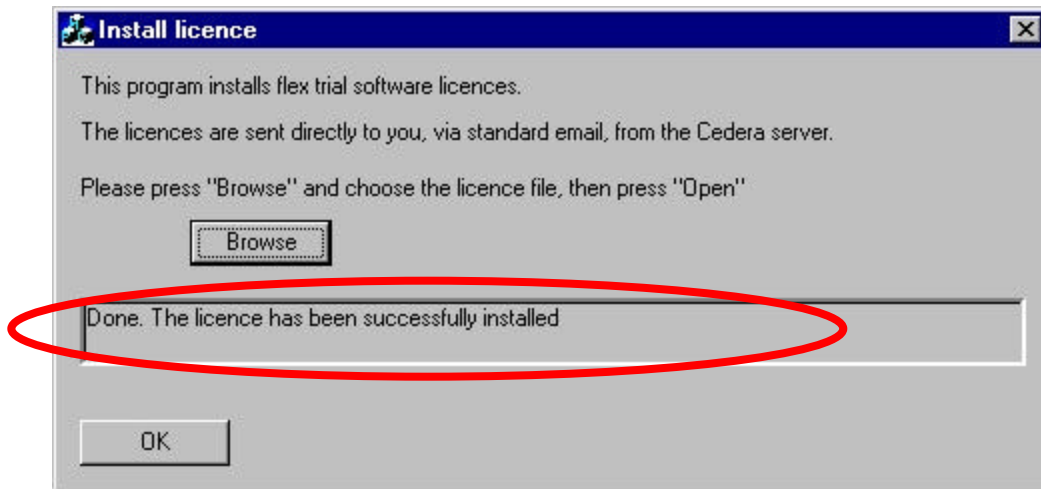 Install licence
This program installs flex trial software licences.
The licences are sent directly to you, via standard email, from the Cedera server.
Please press "Browse" and choose the licence file, then press "Open"
Browse
Done. The licence has been successfully installed
OK